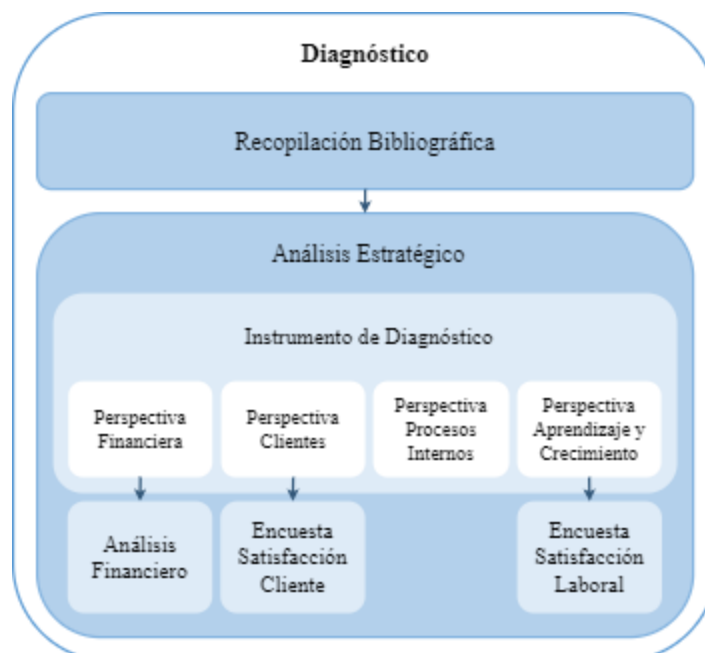 Diagnóstico
Recopilación Bibliográfica
Análisis Estratégico
Instrumento de Diagnóstico
Perspectiva
Financiera
Perspectiva
Clientes
Perspectiva
Procesos
Internos
Perspectiva
Aprendizaje y
Crecimiento
Análisis
Financiero
Encuesta
Satisfacción
Cliente
Encuesta
Satisfacción
Laboral